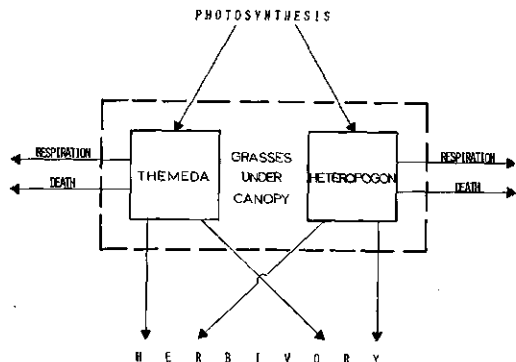 PHOTOSYNTHESIS
RESPIRATION
DEATH
THEMEDA
GRASSES
UNDER
CANOPY
HETEROPOGON
RESPIRATION
DEATH
HERBIVORY